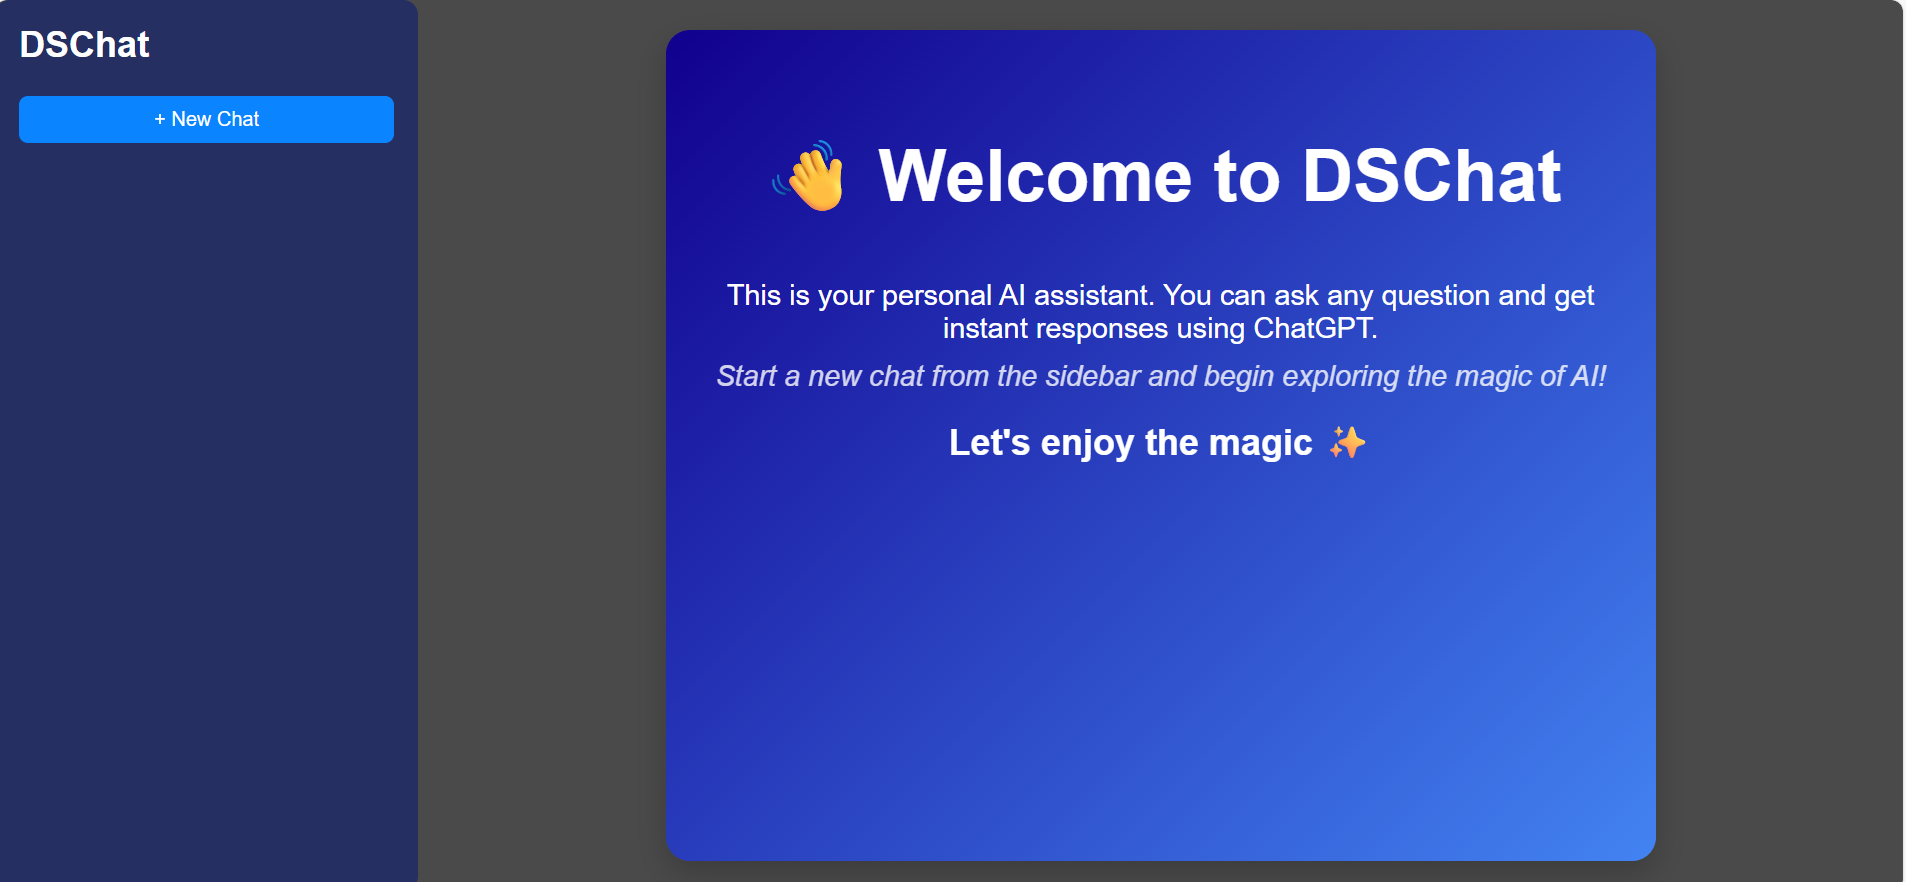 DSChat
+ New Chat
👋 Welcome to DSChat
This is your personal AI assistant. You can ask any question and get
instant responses using ChatGPT.
Start a new chat from the sidebar and begin exploring the magic of AI!
Let's enjoy the magic ✨